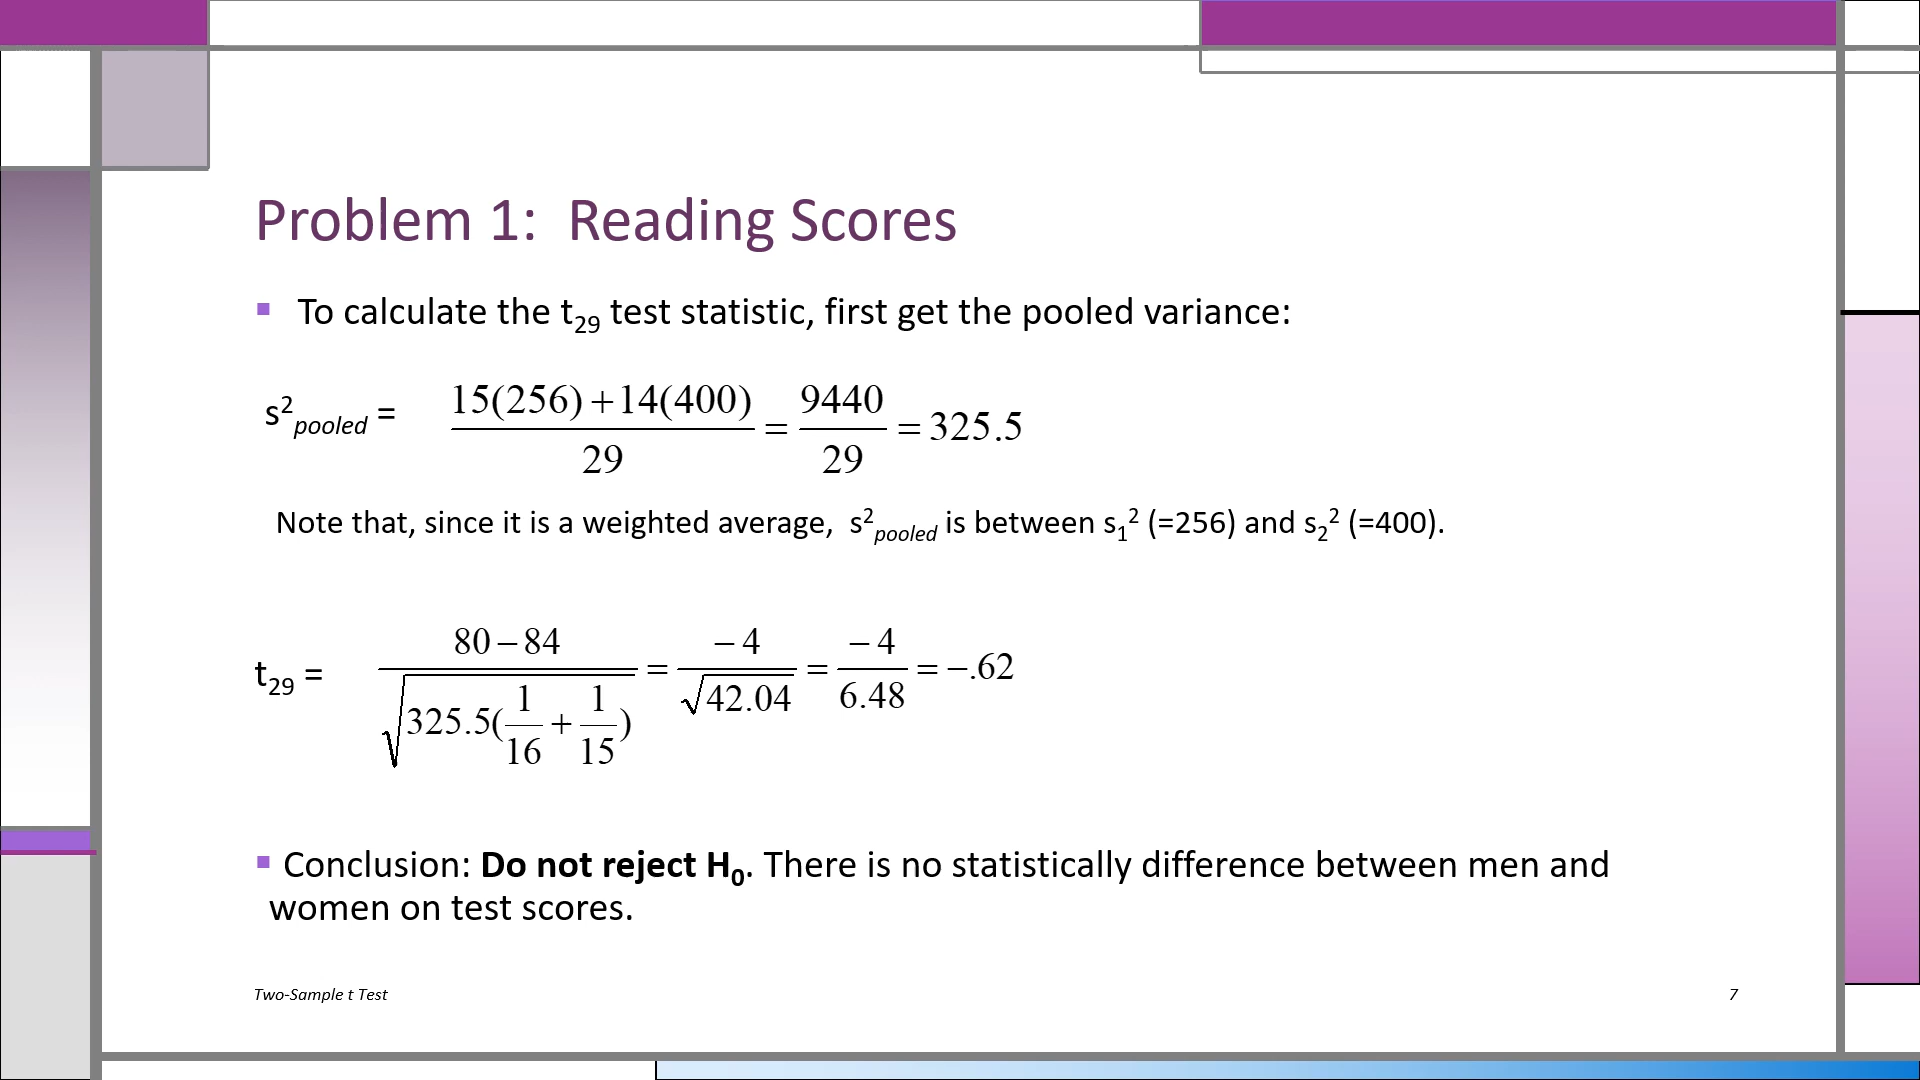 Problem 1: Reading Scores
▪ To calculate the t₂₉ test statistic, first get the pooled variance:
s²pooled = 15(256)+14(400)/29 = 9440/29 = 325.5
Note that, since it is a weighted average, s²pooled is between s₁² (=256) and s₂² (=400).
t₂₉ = 80−84/√325.5(1/16+1/15) = −4/√42.04 = −4/6.48 = −.62
▪ Conclusion: Do not reject H₀. There is no statistically difference between men and
women on test scores.
Two-Sample t Test
7